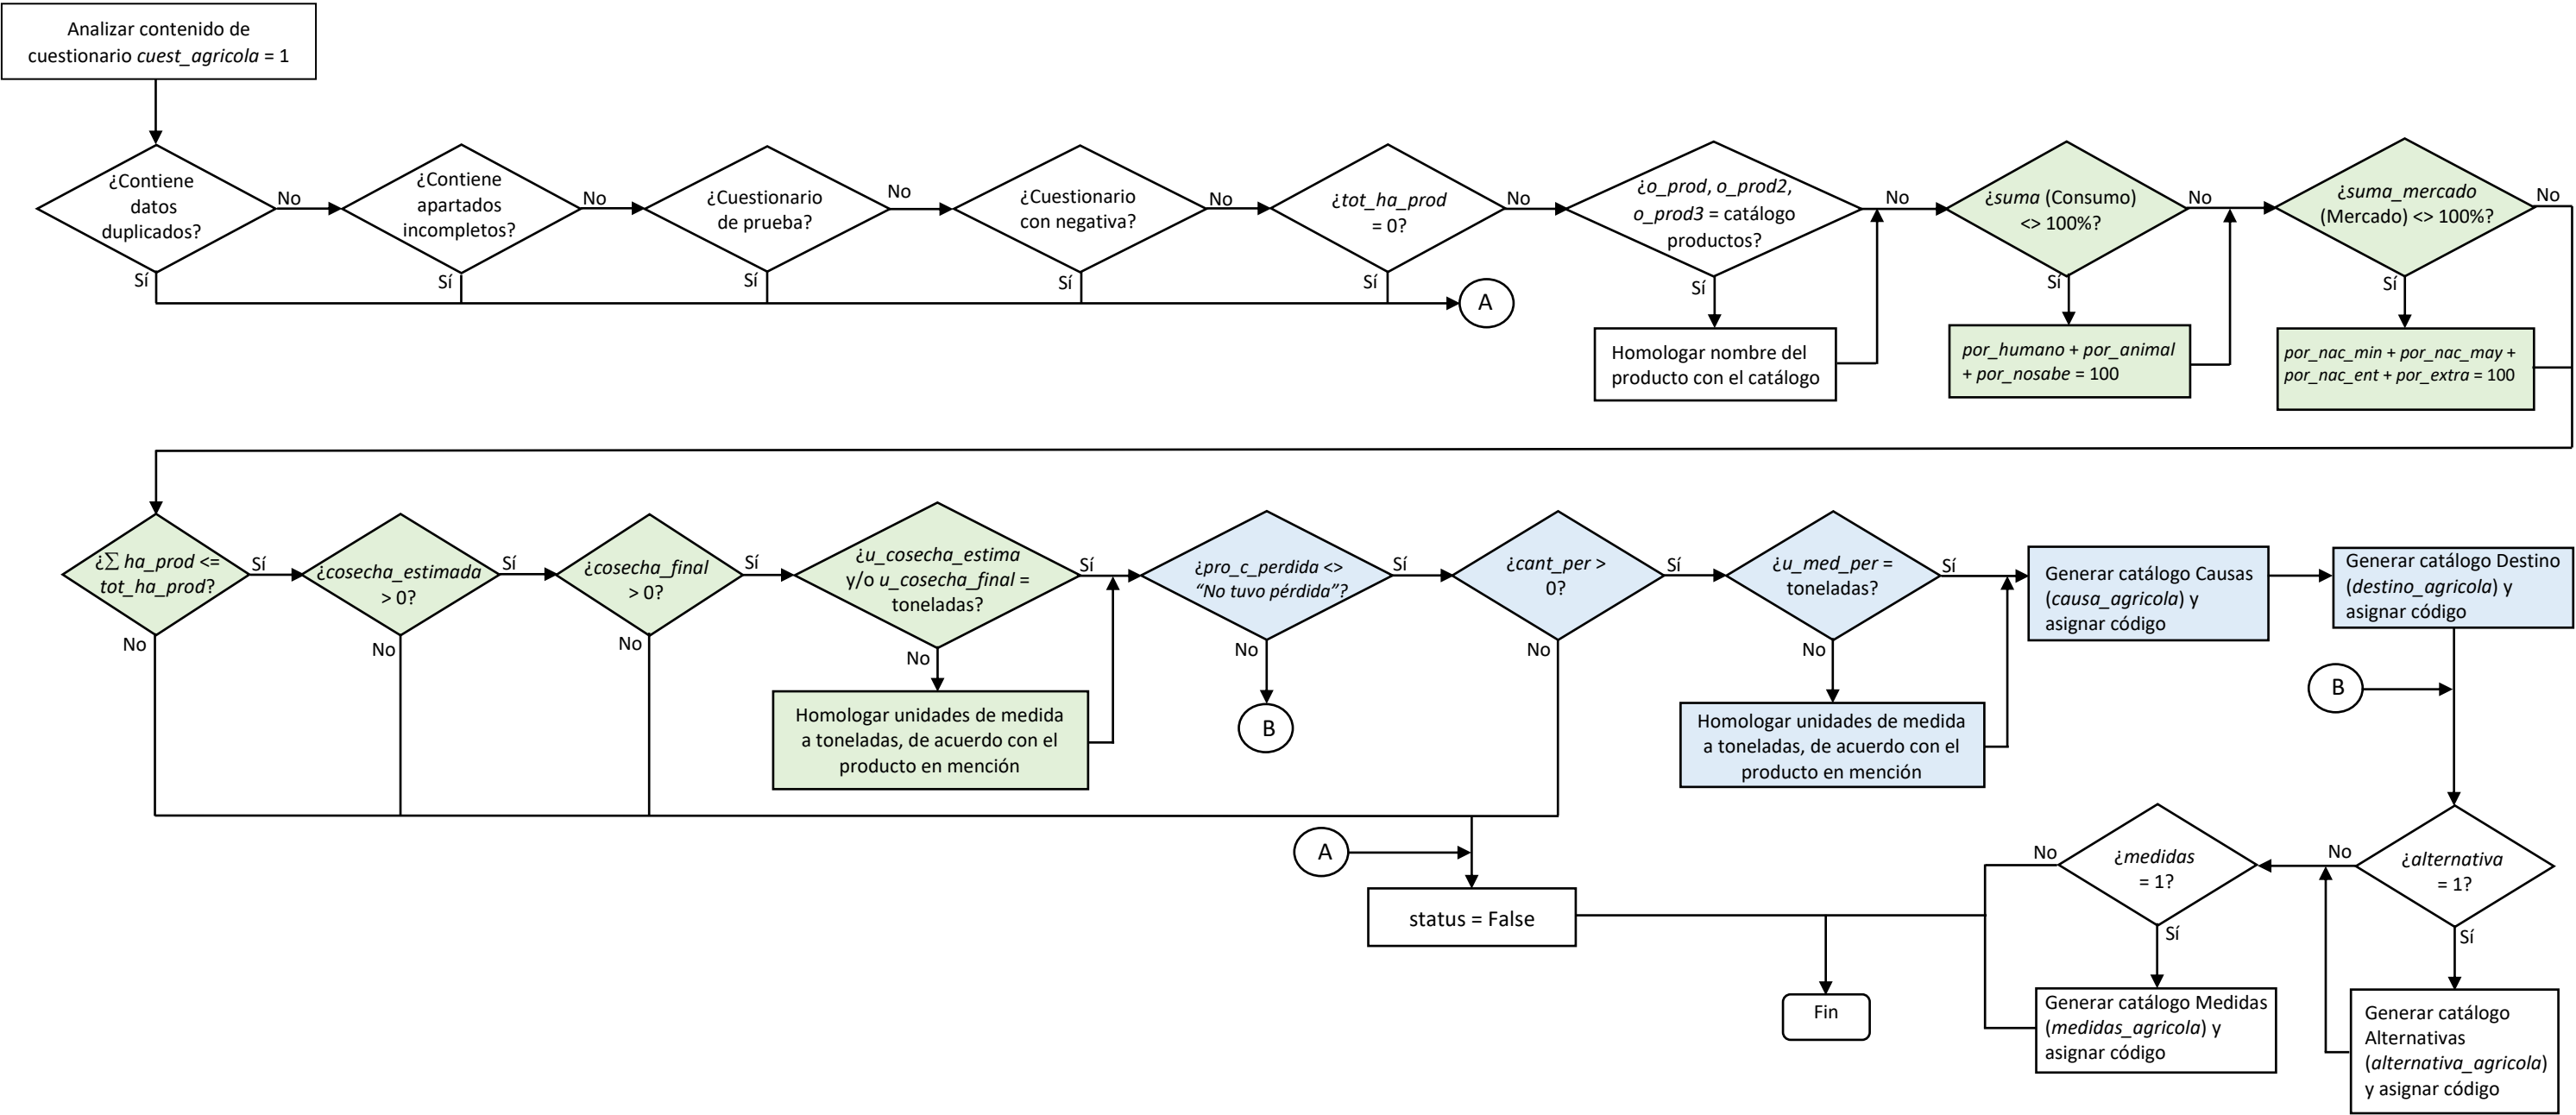 Analizar contenido de
cuestionario cuest_agricola = 1
¿Contiene
datos
duplicados?
No
Sí
¿Contiene
apartados
incompletos?
No
Sí
¿Cuestionario
de prueba?
No
Sí
¿Cuestionario
con negativa?
No
Sí
¿tot_ha_prod
= 0?
No
Sí
A
¿o_prod, o_prod2,
o_prod3 = catálogo
productos?
No
Sí
Homologar nombre del
producto con el catálogo
¿suma (Consumo)
<> 100%?
No
Sí
por_humano + por_animal
+ por_nosabe = 100
¿suma_mercado
(Mercado) <> 100%?
No
Sí
por_nac_min + por_nac_may +
por_nac_ent + por_extra = 100
¿∑ ha_prod <=
tot_ha_prod?
Sí
No
¿cosecha_estimada
> 0?
Sí
No
¿cosecha_final
> 0?
Sí
No
¿u_cosecha_estima
y/o u_cosecha_final =
toneladas?
Sí
No
Homologar unidades de medida
a toneladas, de acuerdo con el
producto en mención
¿pro_c_perdida <>
“No tuvo pérdida”?
Sí
No
B
¿cant_per >
0?
Sí
No
¿u_med_per =
toneladas?
Sí
No
Homologar unidades de medida
a toneladas, de acuerdo con el
producto en mención
Generar catálogo Causas
(causa_agricola) y
asignar código
Generar catálogo Destino
(destino_agricola) y
asignar código
B
¿alternativa
= 1?
No
Sí
Generar catálogo
Alternativas
(alternativa_agricola)
y asignar código
¿medidas
= 1?
No
Sí
Generar catálogo Medidas
(medidas_agricola) y
asignar código
A
status = False
Fin